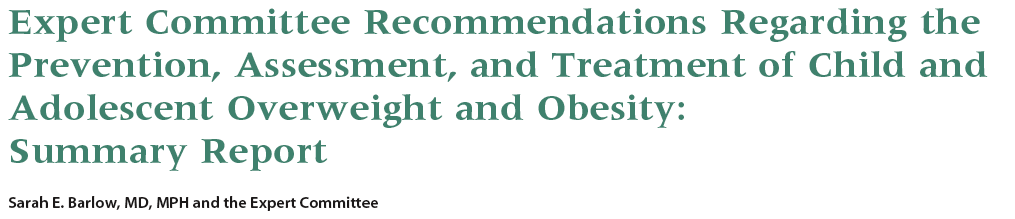 Expert Committee Recommendations Regarding the
Prevention, Assessment, and Treatment of Child and
Adolescent Overweight and Obesity:
Summary Report
Sarah E. Barlow, MD, MPH and the Expert Committee